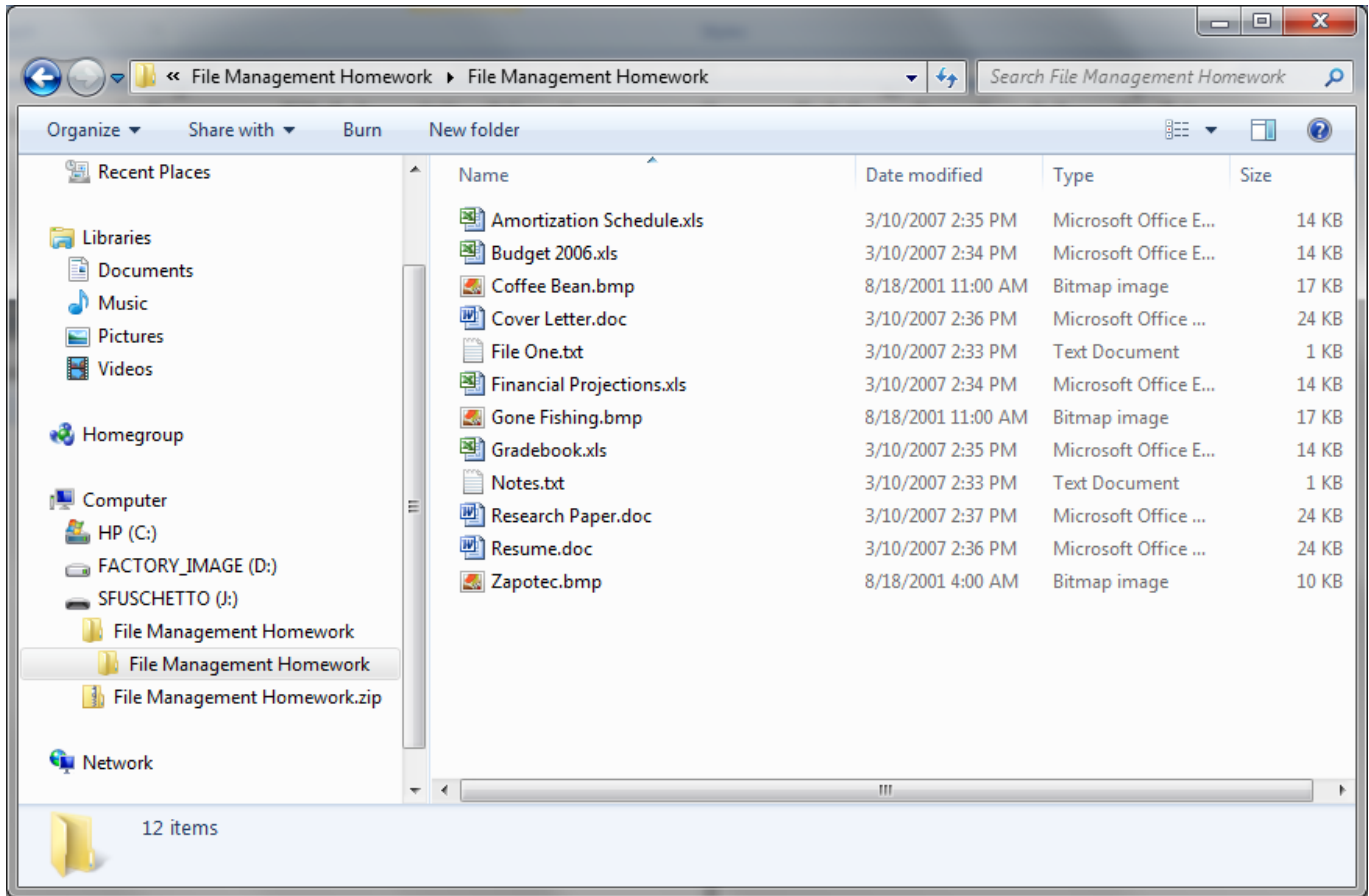 « File Management Homework ▸ File Management Homework
Search File Management Homework
Organize Share with Burn New folder
Recent Places
Libraries
Documents
Music
Pictures
Videos
Homegroup
Computer
HP (C:)
FACTORY_IMAGE (D:)
SFUSCHETTO (J:)
File Management Homework
File Management Homework
File Management Homework.zip
Network
Name Date modified Type Size
Amortization Schedule.xls 3/10/2007 2:35 PM Microsoft Office E... 14 KB
Budget 2006.xls 3/10/2007 2:34 PM Microsoft Office E... 14 KB
Coffee Bean.bmp 8/18/2001 11:00 AM Bitmap image 17 KB
Cover Letter.doc 3/10/2007 2:36 PM Microsoft Office ... 24 KB
File One.txt 3/10/2007 2:33 PM Text Document 1 KB
Financial Projections.xls 3/10/2007 2:34 PM Microsoft Office E... 14 KB
Gone Fishing.bmp 8/18/2001 11:00 AM Bitmap image 17 KB
Gradebook.xls 3/10/2007 2:35 PM Microsoft Office E... 14 KB
Notes.txt 3/10/2007 2:33 PM Text Document 1 KB
Research Paper.doc 3/10/2007 2:37 PM Microsoft Office ... 24 KB
Resume.doc 3/10/2007 2:36 PM Microsoft Office ... 24 KB
Zapotec.bmp 8/18/2001 4:00 AM Bitmap image 10 KB
12 items